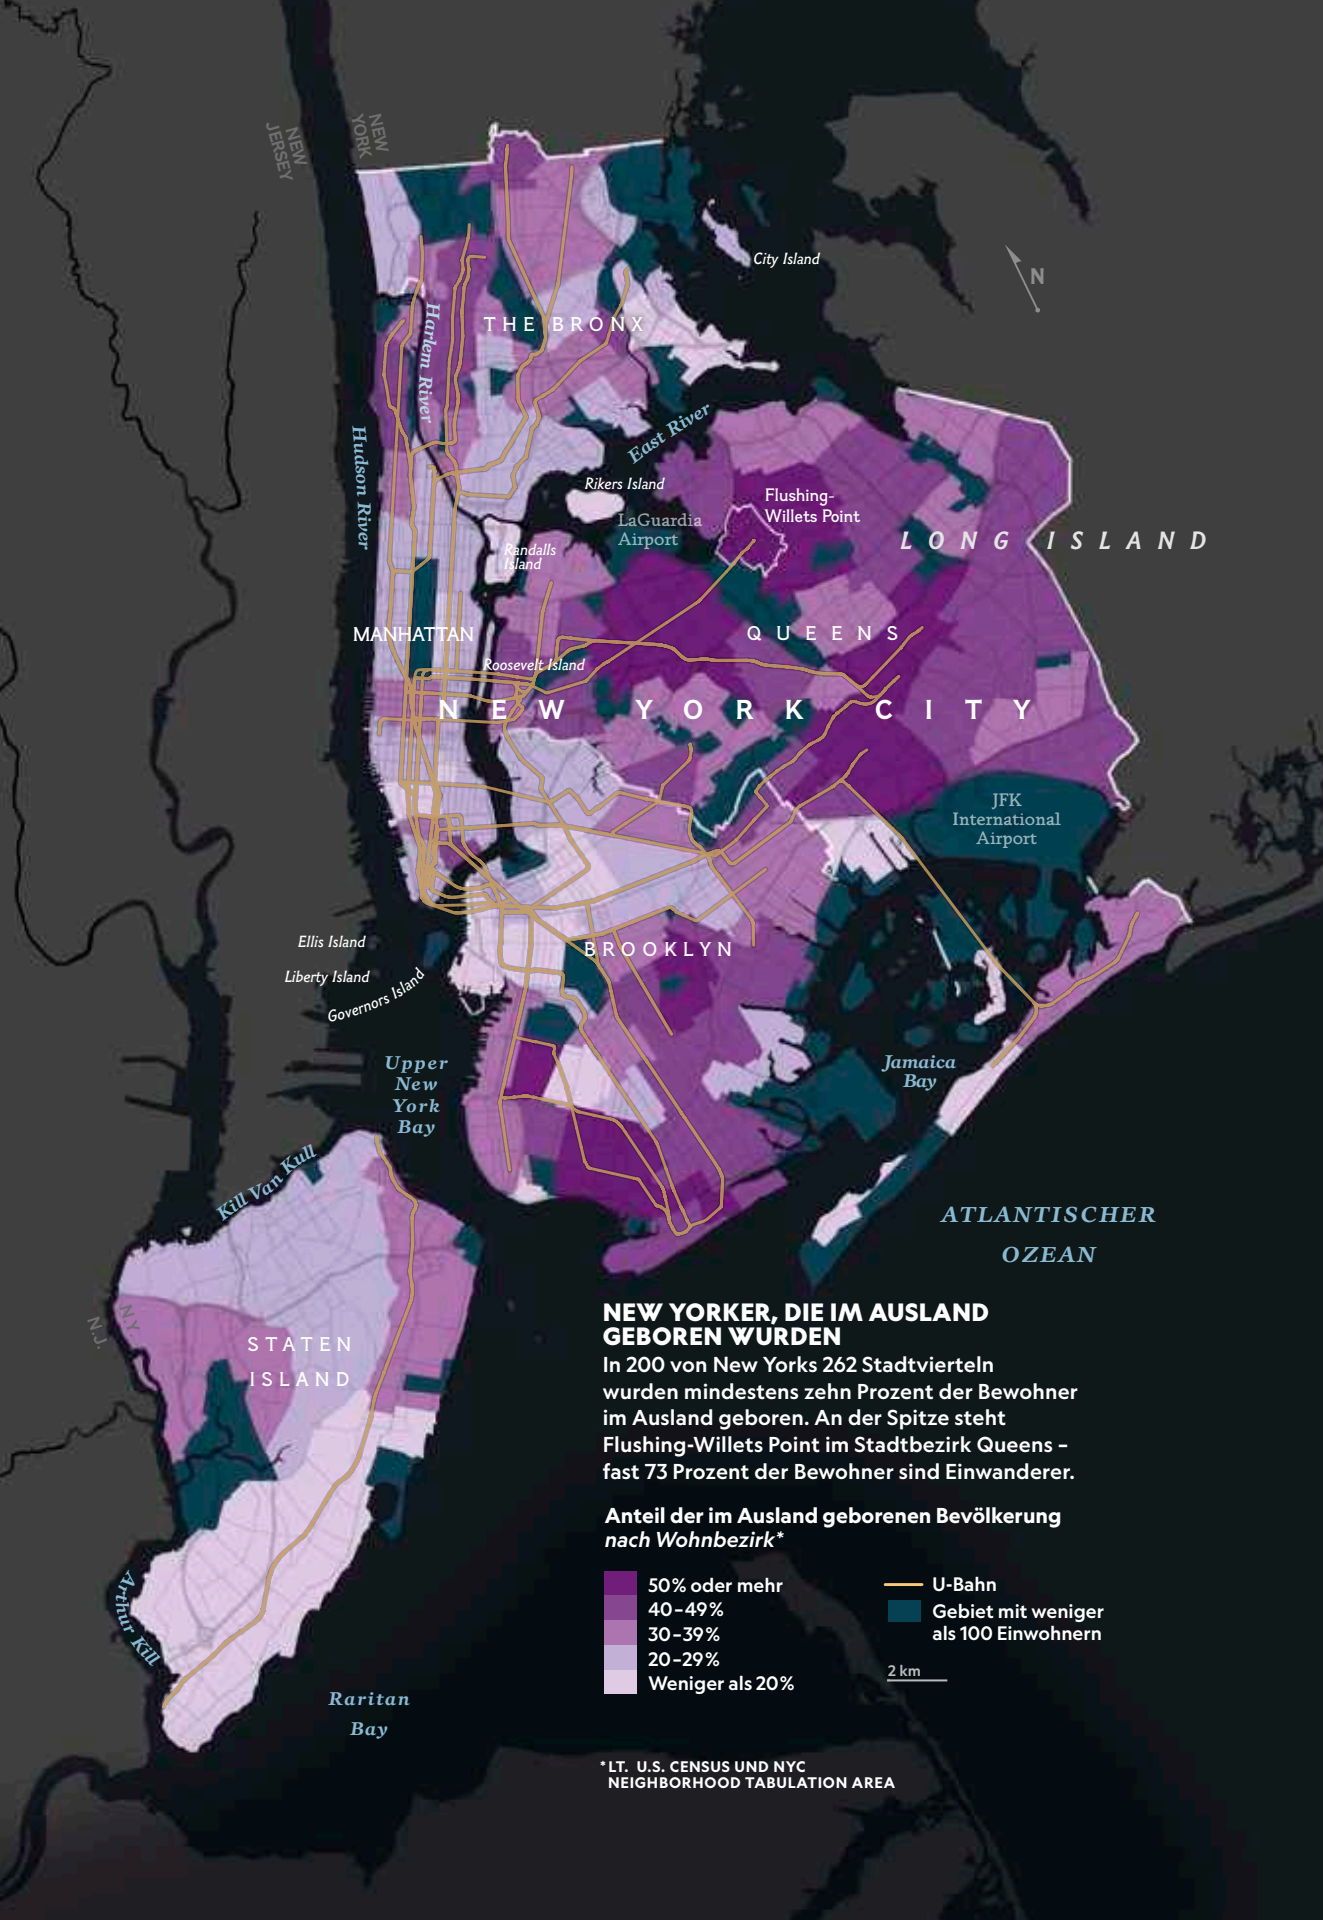 NEW
JERSEY
NEW
YORK
City Island
N
THE BRONX
Harlem River
Hudson River
East River
Rikers Island
LaGuardia
Airport
Flushing-
Willets Point
LONG ISLAND
Randalls
Island
MANHATTAN
QUEENS
Roosevelt Island
NEW YORK CITY
JFK
International
Airport
BROOKLYN
Ellis Island
Liberty Island
Governors Island
Upper
New
York
Bay
Jamaica
Bay
Kill Van Kull
ATLANTISCHER
OZEAN
N.Y.
N.J.
STATEN
ISLAND
Arthur Kill
Raritan
Bay
NEW YORKER, DIE IM AUSLAND
GEBOREN WURDEN
In 200 von New Yorks 262 Stadtvierteln
wurden mindestens zehn Prozent der Bewohner
im Ausland geboren. An der Spitze steht
Flushing-Willets Point im Stadtbezirk Queens –
fast 73 Prozent der Bewohner sind Einwanderer.
Anteil der im Ausland geborenen Bevölkerung
nach Wohnbezirk*
50% oder mehr
40–49%
30–39%
20–29%
Weniger als 20%
U-Bahn
Gebiet mit weniger
als 100 Einwohnern
2 km
*LT. U.S. CENSUS UND NYC
NEIGHBORHOOD TABULATION AREA